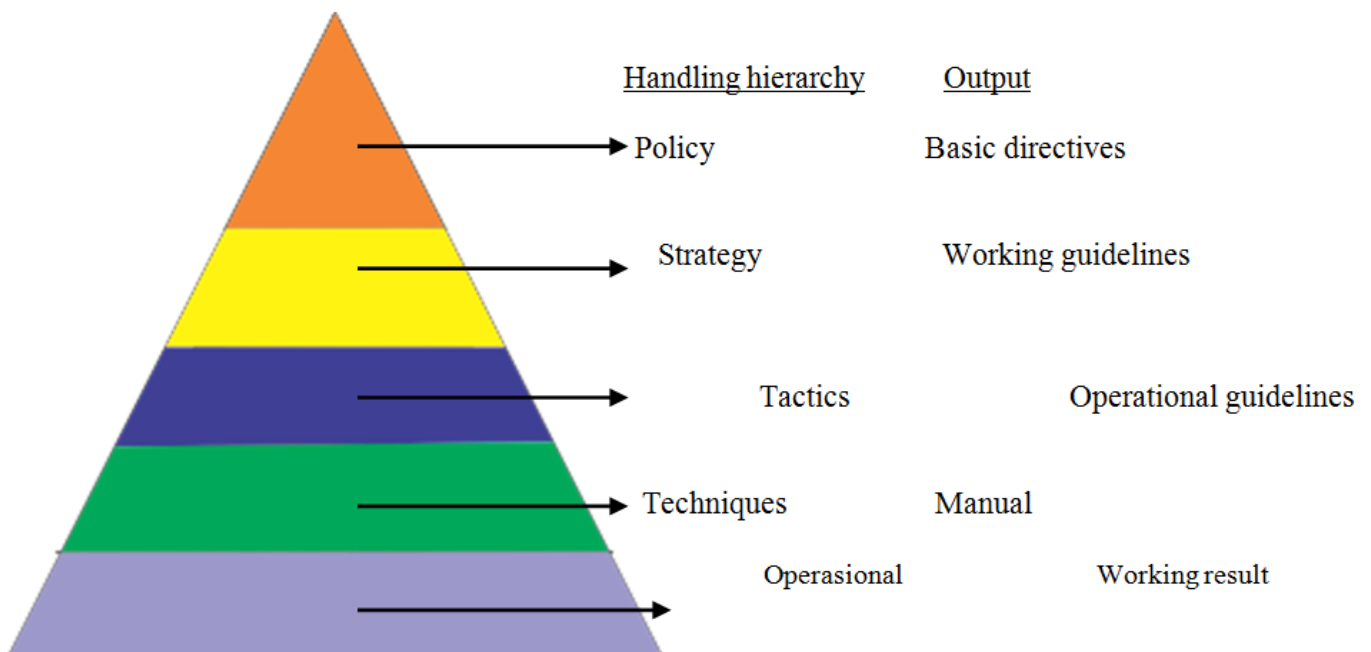 Handling hierarchy Output
Policy Basic directives
Strategy Working guidelines
Tactics Operational guidelines
Techniques Manual
Operasional Working result